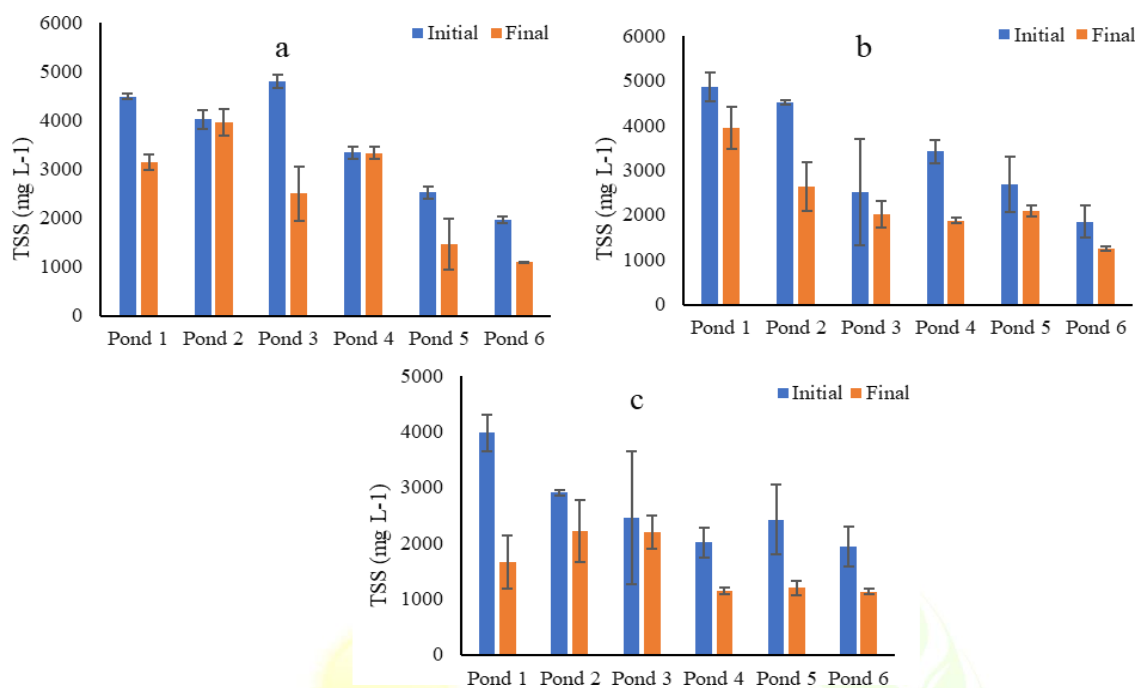 6000
5000
4000
3000
2000
1000
0
TSS (mg L-1)
a
Initial Final
Pond 1 Pond 2 Pond 3 Pond 4 Pond 5 Pond 6
6000
5000
4000
3000
2000
1000
0
TSS (mg L-1)
b
Initial Final
Pond 1 Pond 2 Pond 3 Pond 4 Pond 5 Pond 6
5000
4000
3000
2000
1000
0
TSS (mg L-1)
c
Initial Final
Pond 1 Pond 2 Pond 3 Pond 4 Pond 5 Pond 6